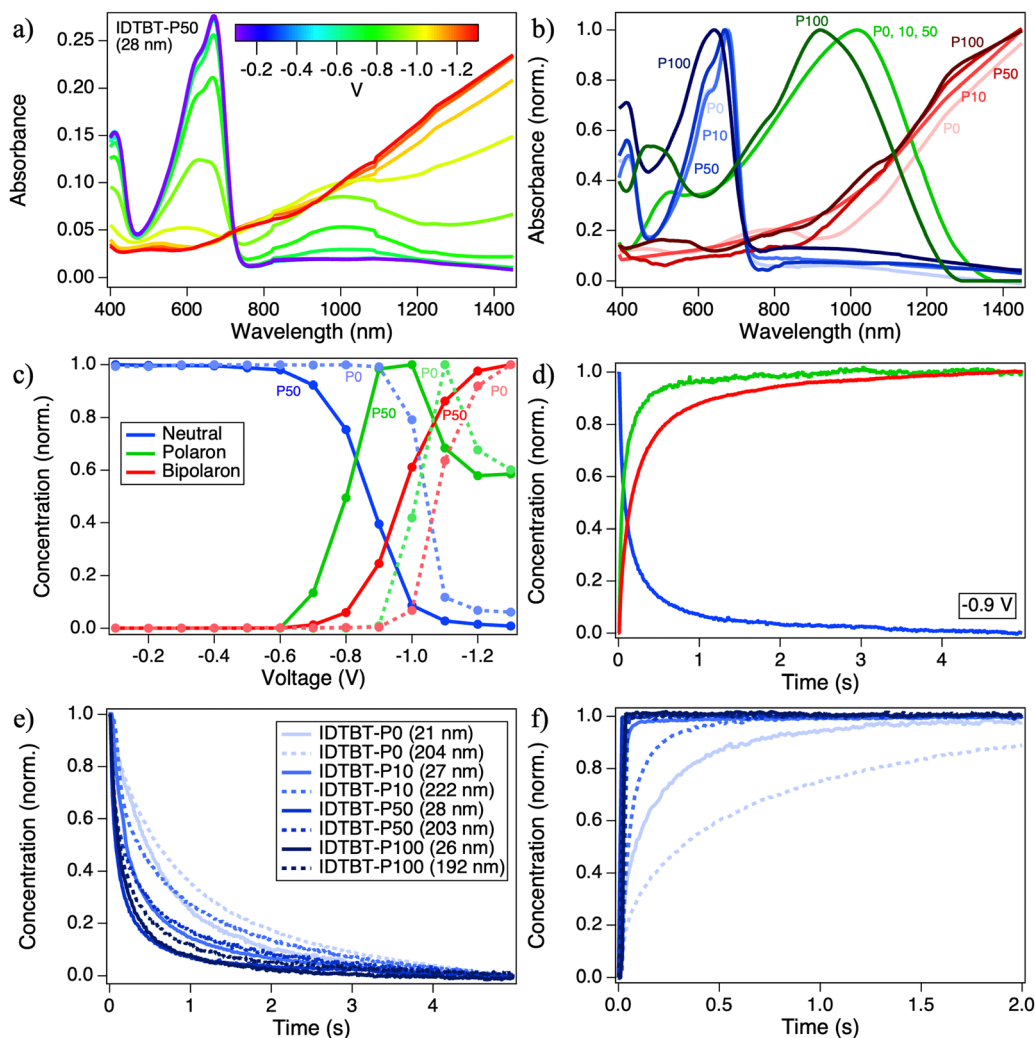 a)
IDTBT-P50
(28 nm)
-0.2 -0.4 -0.6 -0.8 -1.0 -1.2
V
Absorbance
0.25
0.20
0.15
0.10
0.05
0.00
400 600 800 1000 1200 1400
Wavelength (nm)
b)
Absorbance (norm.)
1.0
0.8
0.6
0.4
0.2
0.0
P100
P0
P10
P50
P100
P0, 10, 50
P100
P50
P10
P0
400 600 800 1000 1200 1400
Wavelength (nm)
c)
Concentration (norm.)
1.0
0.8
0.6
0.4
0.2
0.0
P50
P0
P50
P0
P50
P0
Neutral
Polaron
Bipolaron
-0.2 -0.4 -0.6 -0.8 -1.0 -1.2
Voltage (V)
d)
Concentration (norm.)
1.0
0.8
0.6
0.4
0.2
0.0
-0.9 V
0 1 2 3 4
Time (s)
e)
Concentration (norm.)
1.0
0.8
0.6
0.4
0.2
0.0
IDTBT-P0 (21 nm)
IDTBT-P0 (204 nm)
IDTBT-P10 (27 nm)
IDTBT-P10 (222 nm)
IDTBT-P50 (28 nm)
IDTBT-P50 (203 nm)
IDTBT-P100 (26 nm)
IDTBT-P100 (192 nm)
0 1 2 3 4
Time (s)
f)
Concentration (norm.)
1.0
0.8
0.6
0.4
0.2
0.0
0.0 0.5 1.0 1.5 2.0
Time (s)